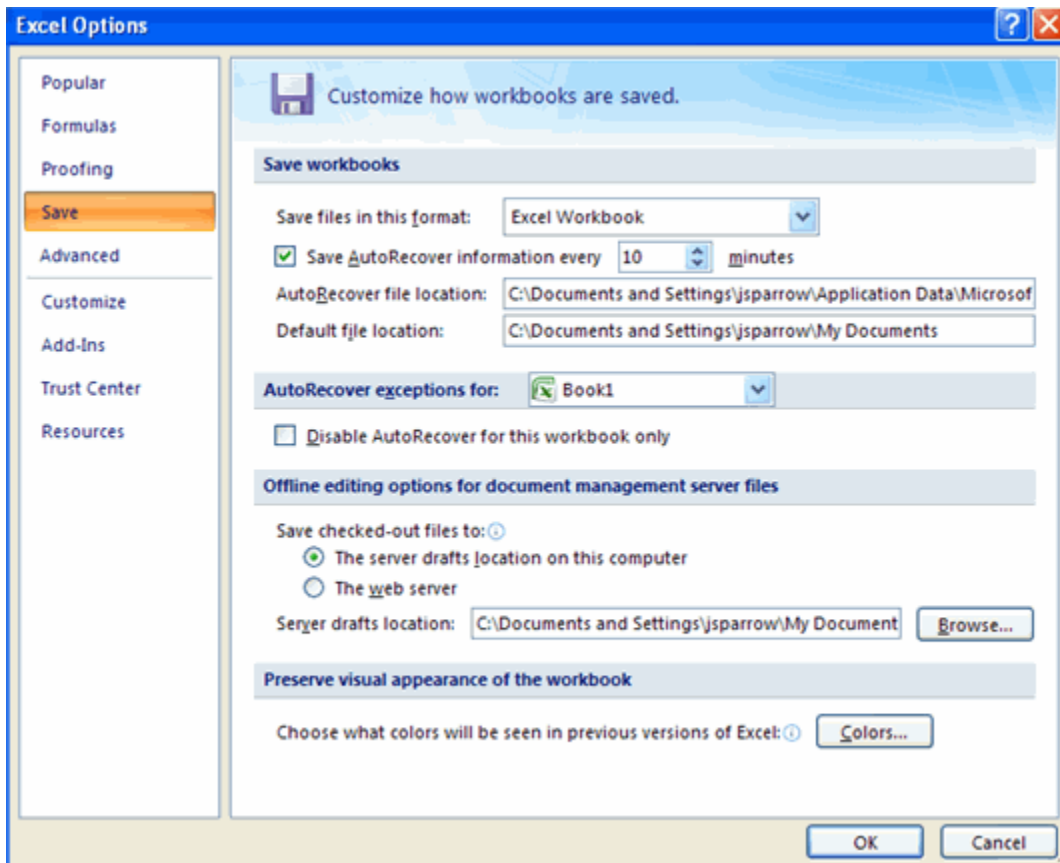 Excel Options
Popular
Formulas
Proofing
Save
Advanced
Customize
Add-Ins
Trust Center
Resources
Customize how workbooks are saved.
Save workbooks
Save files in this format: Excel Workbook
Save AutoRecover information every 10 minutes
AutoRecover file location: C:\Documents and Settings\jsparrow\Application Data\Microsof
Default file location: C:\Documents and Settings\jsparrow\My Documents
AutoRecover exceptions for: Book1
Disable AutoRecover for this workbook only
Offline editing options for document management server files
Save checked-out files to:
The server drafts location on this computer
The web server
Server drafts location: C:\Documents and Settings\jsparrow\My Document Browse...
Preserve visual appearance of the workbook
Choose what colors will be seen in previous versions of Excel: Colors...
OK Cancel